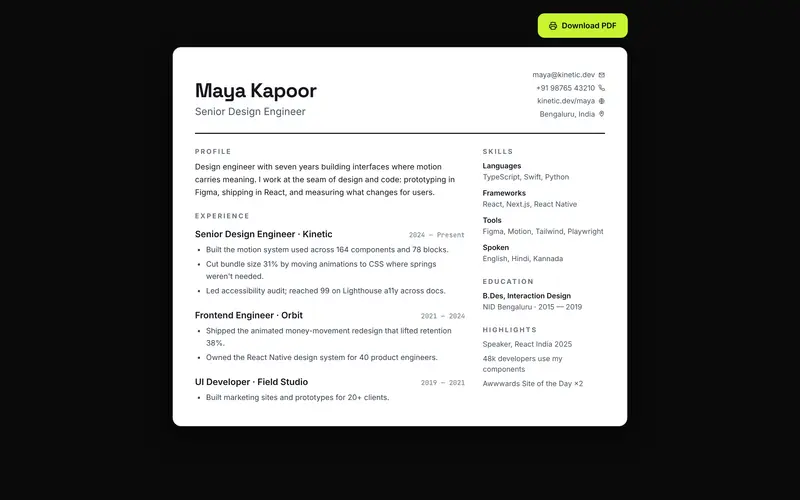 Download PDF
Maya Kapoor
Senior Design Engineer
maya@kinetic.dev
+91 98765 43210
kinetic.dev/maya
Bengaluru, India
PROFILE
Design engineer with seven years building interfaces where motion
carries meaning. I work at the seam of design and code: prototyping in
Figma, shipping in React, and measuring what changes for users.
EXPERIENCE
Senior Design Engineer · Kinetic
2024 — Present
• Built the motion system used across 164 components and 78 blocks.
• Cut bundle size 31% by moving animations to CSS where springs
weren't needed.
• Led accessibility audit; reached 99 on Lighthouse a11y across docs.
Frontend Engineer · Orbit
2021 — 2024
• Shipped the animated money-movement redesign that lifted retention
38%.
• Owned the React Native design system for 40 product engineers.
UI Developer · Field Studio
2019 — 2021
• Built marketing sites and prototypes for 20+ clients.
SKILLS
Languages
TypeScript, Swift, Python
Frameworks
React, Next.js, React Native
Tools
Figma, Motion, Tailwind, Playwright
Spoken
English, Hindi, Kannada
EDUCATION
B.Des, Interaction Design
NID Bengaluru · 2015 — 2019
HIGHLIGHTS
Speaker, React India 2025
48k developers use my
components
Awwwards Site of the Day ×2